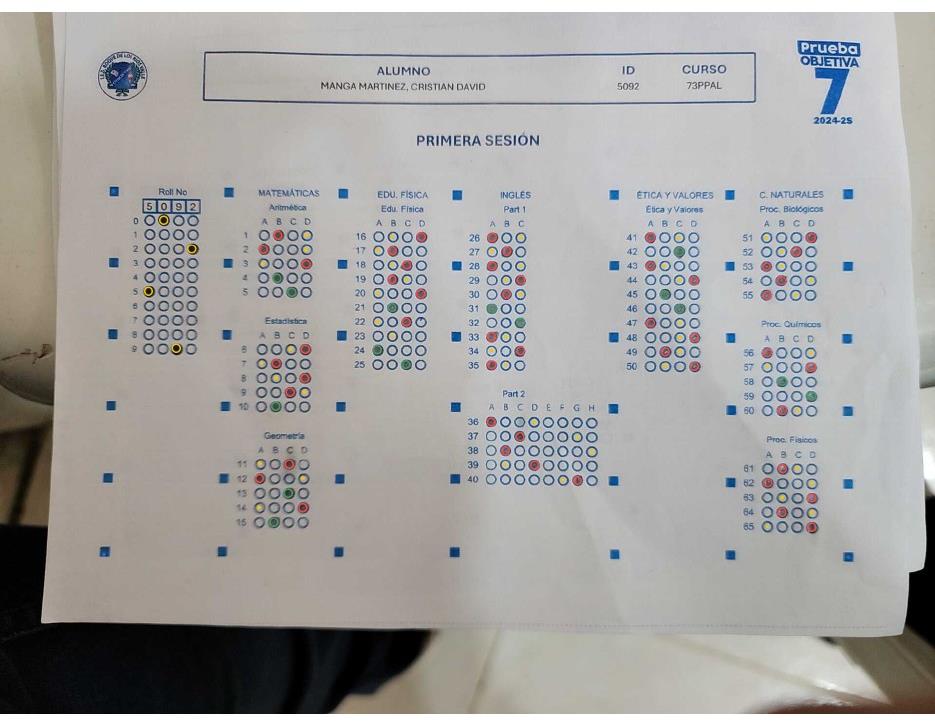 Prueba
OBJETIVA
7
2024-2S
ALUMNO ID CURSO
MANGA MARTINEZ, CRISTIAN DAVID 5092 73PPAL
PRIMERA SESIÓN
Roll No
5 0 9 2
0
1
2
3
4
5
6
7
8
9
MATEMÁTICAS
Aritmética
A B C D
1
2
3
4
5
Estadística
A B C D
6
7
8
9
10
Geometría
A B C D
11
12
13
14
15
EDU. FÍSICA
Edu. Física
A B C D
16
17
18
19
20
21
22
23
24
25
INGLÉS
Part 1
A B C
26
27
28
29
30
31
32
33
34
35
Part 2
A B C D E F G H
36
37
38
39
40
ÉTICA Y VALORES
Ética y Valores
A B C D
41
42
43
44
45
46
47
48
49
50
C. NATURALES
Proc. Biológicos
A B C D
51
52
53
54
55
Proc. Químicos
A B C D
56
57
58
59
60
Proc. Físicos
A B C D
61
62
63
64
65